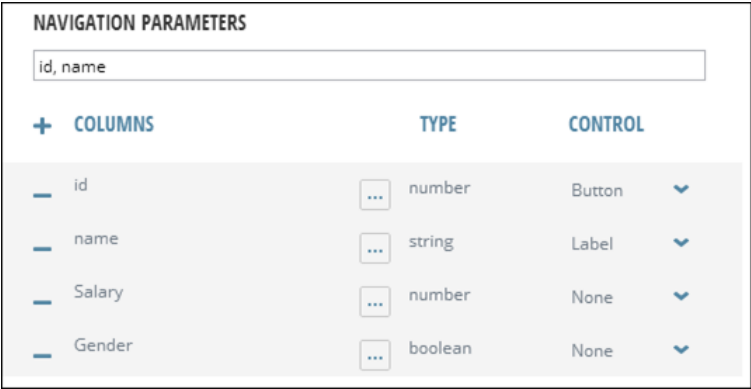 NAVIGATION PARAMETERS
id, name
+ COLUMNS TYPE CONTROL
id ... number Button
name ... string Label
Salary ... number None
Gender ... boolean None